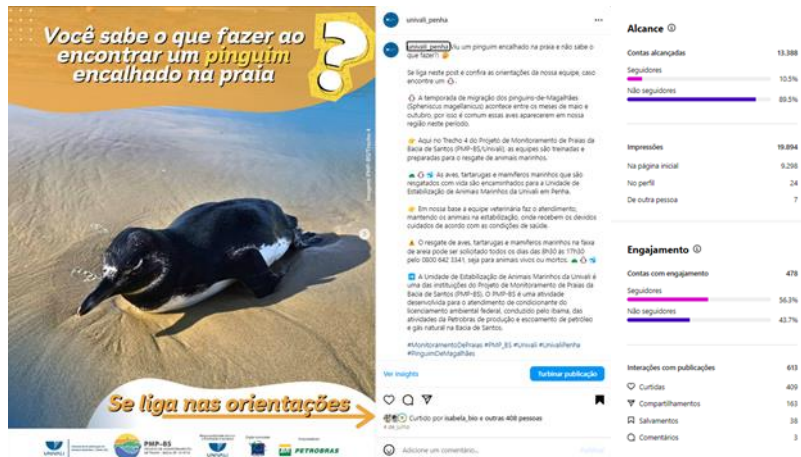 Você sabe o que fazer ao
encontrar um pinguim
encalhado na praia
?
Imagem: PMP-BS/Trecho 4
Se liga nas orientações
UNIVALI
PMP-BS
UNIVALI
PETROBRAS
univali_penha
univali_penha Viu um pinguim encalhado na praia e não sabe o
que fazer?!
Se liga neste post e confira as orientações da nossa equipe, caso
encontre um
A temporada de migração dos pinguins-de-Magalhães
(Spheniscus magellanicus) acontece entre os meses de maio e
outubro, por isso é comum essas aves aparecerem em nossa
região neste período.
Aqui no Trecho 4 do Projeto de Monitoramento de Praias da
Bacia de Santos (PMP-BS/Univali), as equipes são treinadas e
preparadas para o resgate de animais marinhos.
As aves, tartarugas e mamíferos marinhos que são
resgatados com vida são encaminhados para a Unidade de
Estabilização de Animais Marinhos da Univali em Penha.
Em nossa base a equipe veterinária faz o atendimento,
mantendo os animais na estabilização, onde recebem os devidos
cuidados de acordo com as condições de saúde.
O resgate de aves, tartarugas e mamíferos marinhos na faixa
de areia pode ser solicitado todos os dias das 8h30 às 17h30
pelo 0800 642 3341, seja para animais vivos ou mortos.
A Unidade de Estabilização de Animais Marinhos da Univali é
uma das instituições do Projeto de Monitoramento de Praias da
Bacia de Santos (PMP-BS). O PMP-BS é uma atividade
desenvolvida para o atendimento de condicionante do
licenciamento ambiental federal, conduzido pelo Ibama, das
atividades da Petrobras de produção e escoamento de petróleo
e gás natural na Bacia de Santos.
#MonitoramentoDePraias #PMP_BS #Univali #UnivaliPenha
#PinguimDeMagalhães
Ver insights
Turbinar publicação
Curtido por isabela_bio e outras 408 pessoas
4 de julho
Adicione um comentário...
Alcance
Contas alcançadas 13.388
Seguidores
10.5%
Não seguidores
89.5%
Impressões 19.894
Na página inicial 9.298
No perfil 24
De outra pessoa 7
Engajamento
Contas com engajamento 478
Seguidores
56.3%
Não seguidores
43.7%
Interações com publicações 613
Curtidas 409
Compartilhamentos 163
Salvamentos 38
Comentários 3